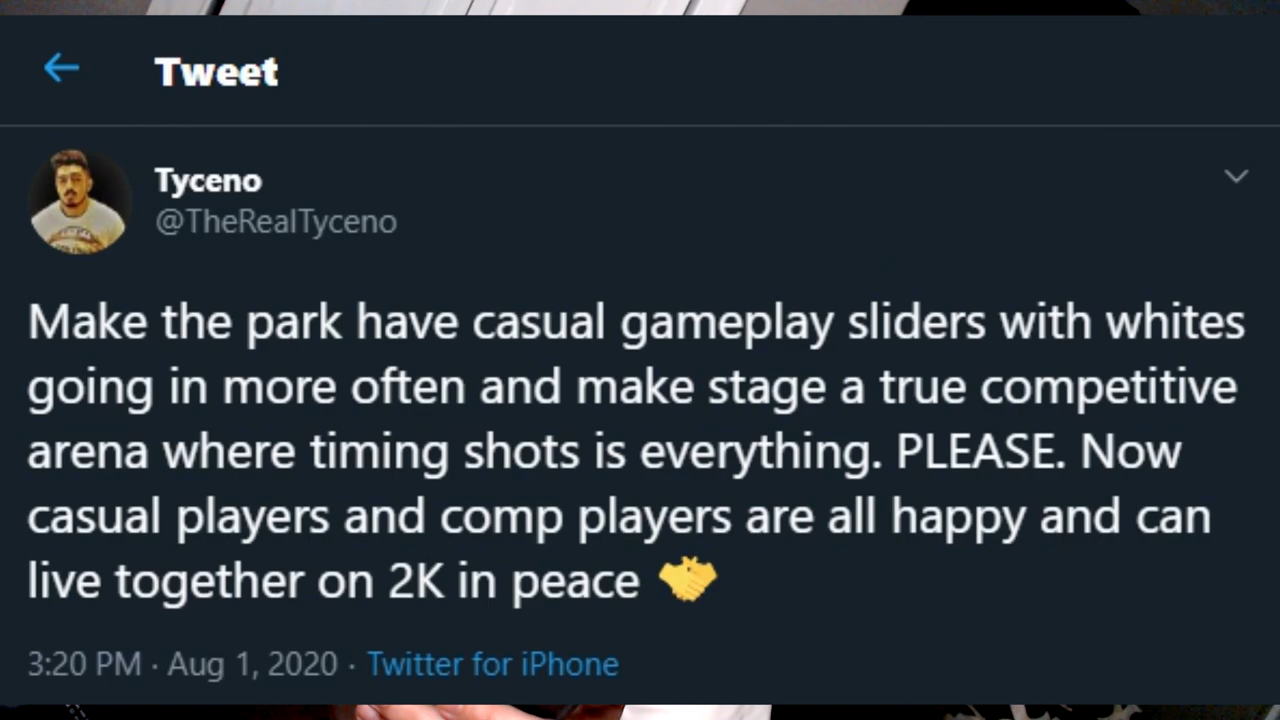 Tweet
Tyceno
@TheRealTyceno
Make the park have casual gameplay sliders with whites
going in more often and make stage a true competitive
arena where timing shots is everything. PLEASE. Now
casual players and comp players are all happy and can
live together on 2K in peace 🤝
3:20 PM · Aug 1, 2020 · Twitter for iPhone